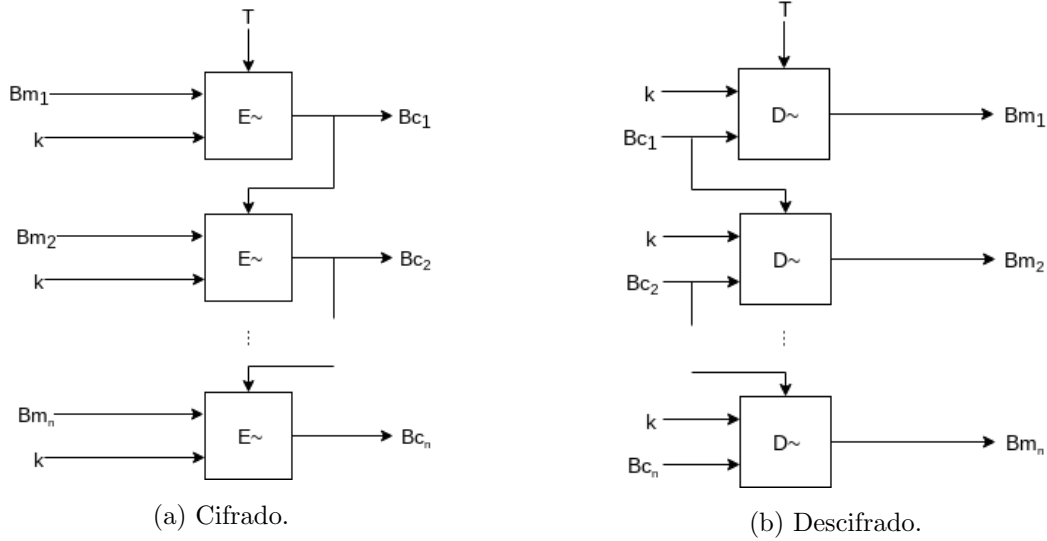 T
Bm1
k
E~
Bc1
Bm2
k
E~
Bc2
Bmn
k
E~
Bcn
(a) Cifrado.
T
k
Bc1
D~
Bm1
k
Bc2
D~
Bm2
k
Bcn
D~
Bmn
(b) Descifrado.